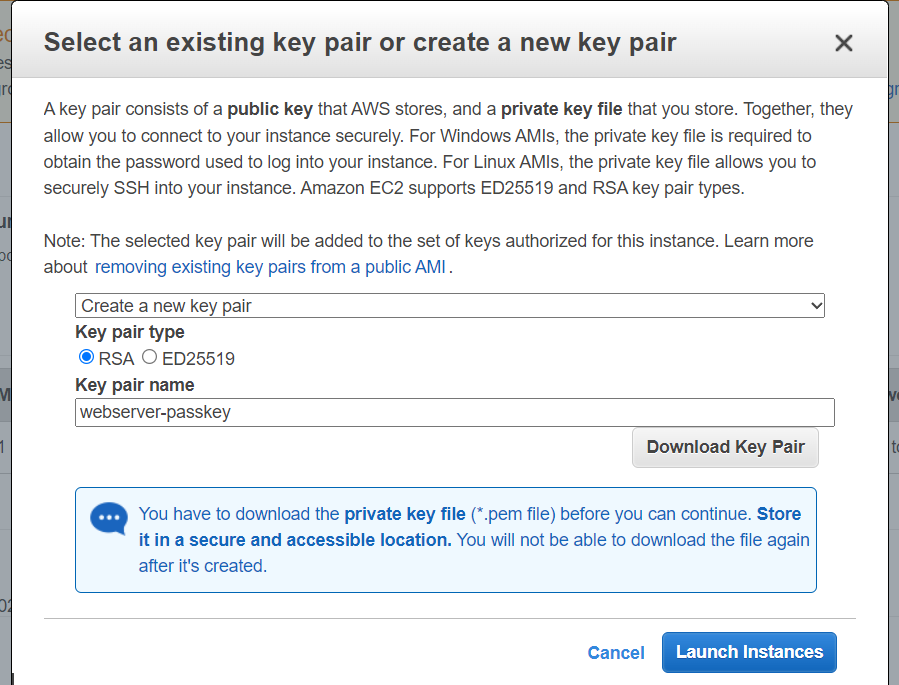 Select an existing key pair or create a new key pair
A key pair consists of a public key that AWS stores, and a private key file that you store. Together, they
allow you to connect to your instance securely. For Windows AMIs, the private key file is required to
obtain the password used to log into your instance. For Linux AMIs, the private key file allows you to
securely SSH into your instance. Amazon EC2 supports ED25519 and RSA key pair types.
Note: The selected key pair will be added to the set of keys authorized for this instance. Learn more
about removing existing key pairs from a public AMI.
Create a new key pair
Key pair type
RSA ED25519
Key pair name
webserver-passkey
Download Key Pair
You have to download the private key file (*.pem file) before you can continue. Store
it in a secure and accessible location. You will not be able to download the file again
after it's created.
Cancel Launch Instances